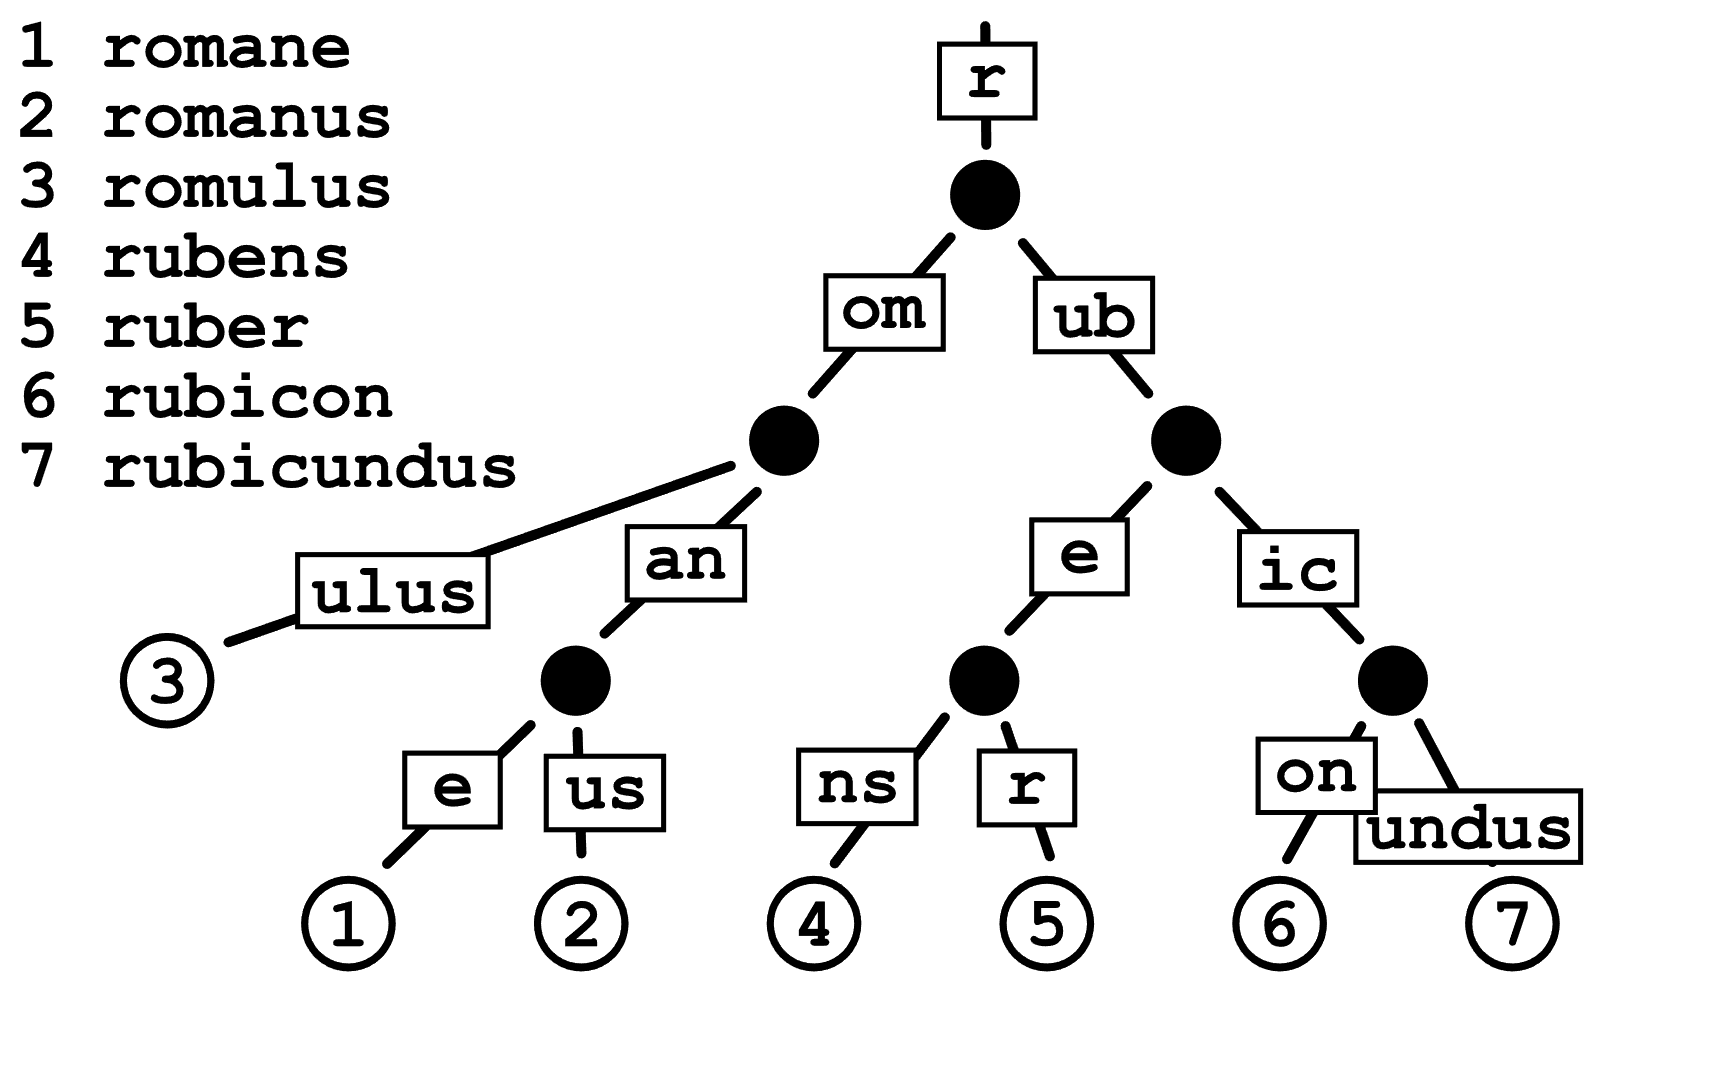 1 romane
2 romanus
3 romulus
4 rubens
5 ruber
6 rubicon
7 rubicundus
r
om
ub
ulus
an
e
ic
3
e
us
ns
r
on
undus
1
2
4
5
6
7